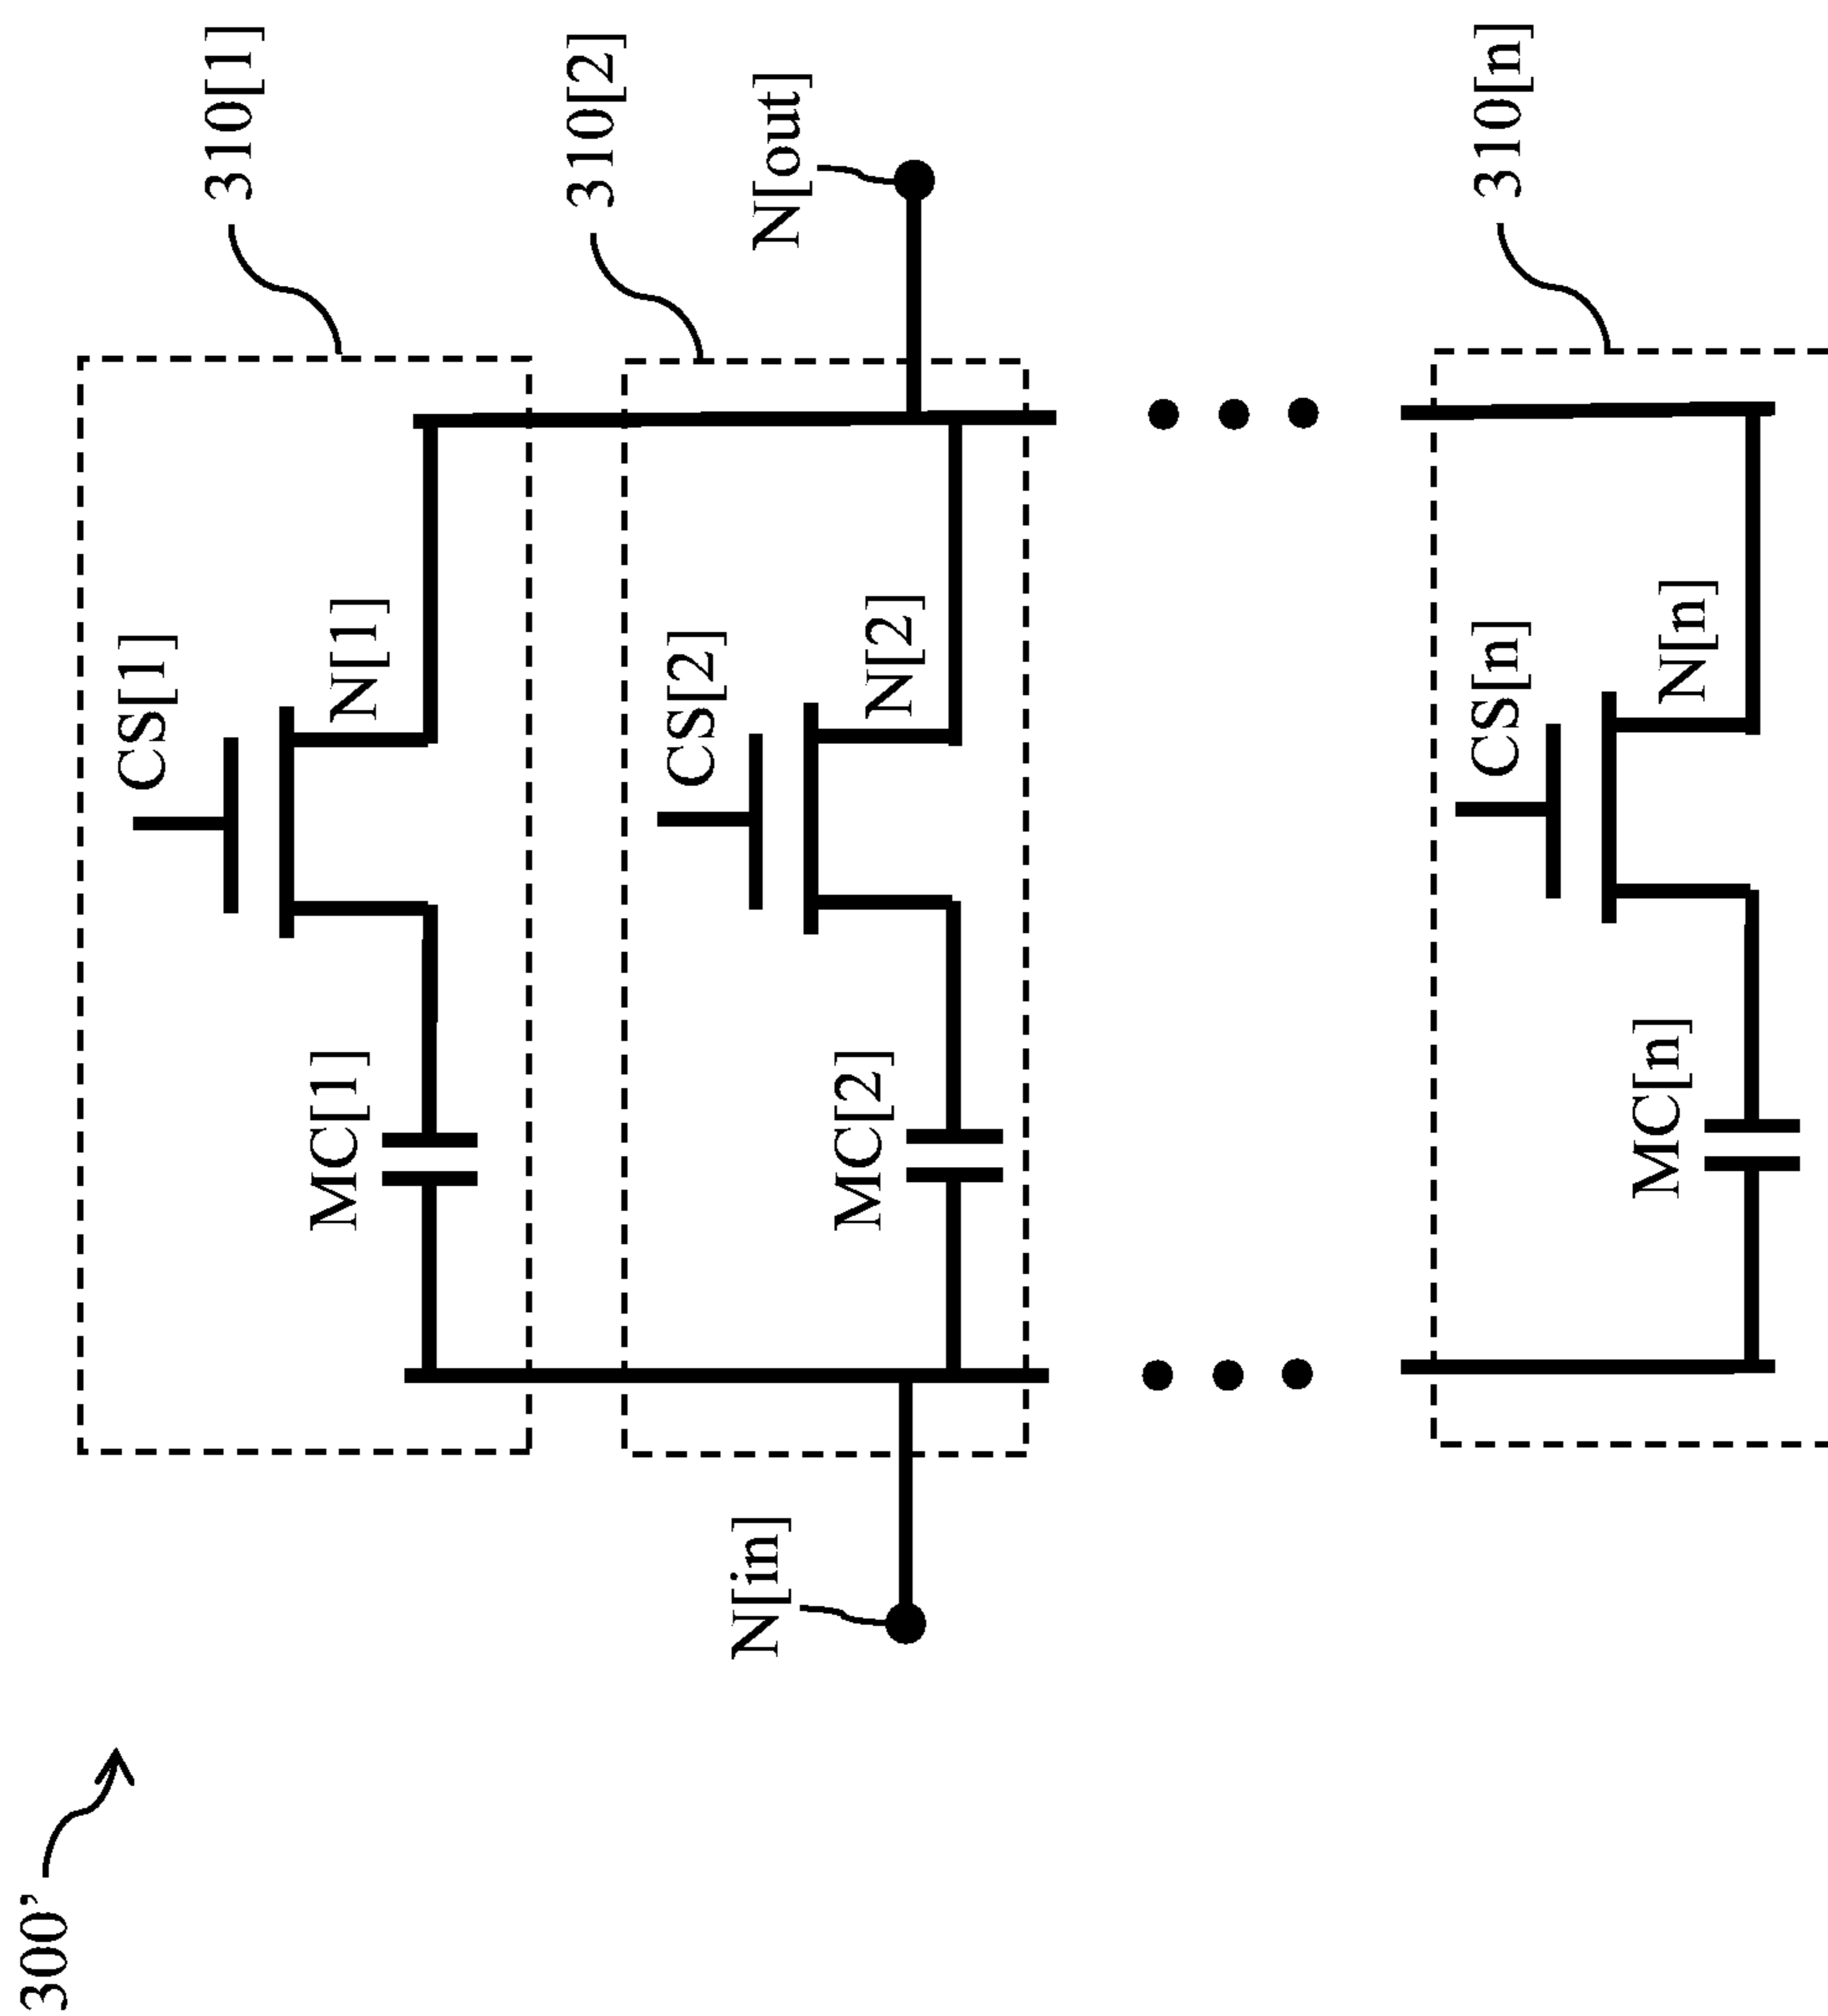 300’
310[1]
CS[1]
N[1]
MC[1]
310[2]
CS[2]
N[2]
MC[2]
N[in]
N[out]
310[n]
CS[n]
N[n]
MC[n]